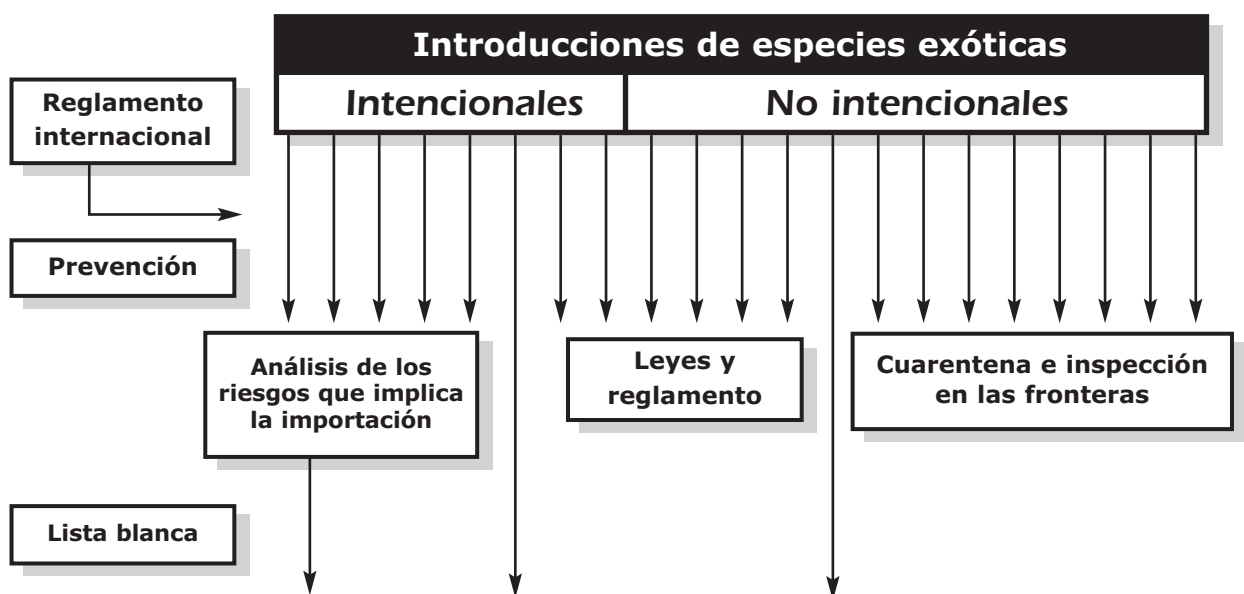 Introducciones de especies exóticas
Intencionales
No intencionales
Reglamento
internacional
Prevención
Análisis de los
riesgos que implica
la importación
Leyes y
reglamento
Cuarentena e inspección
en las fronteras
Lista blanca